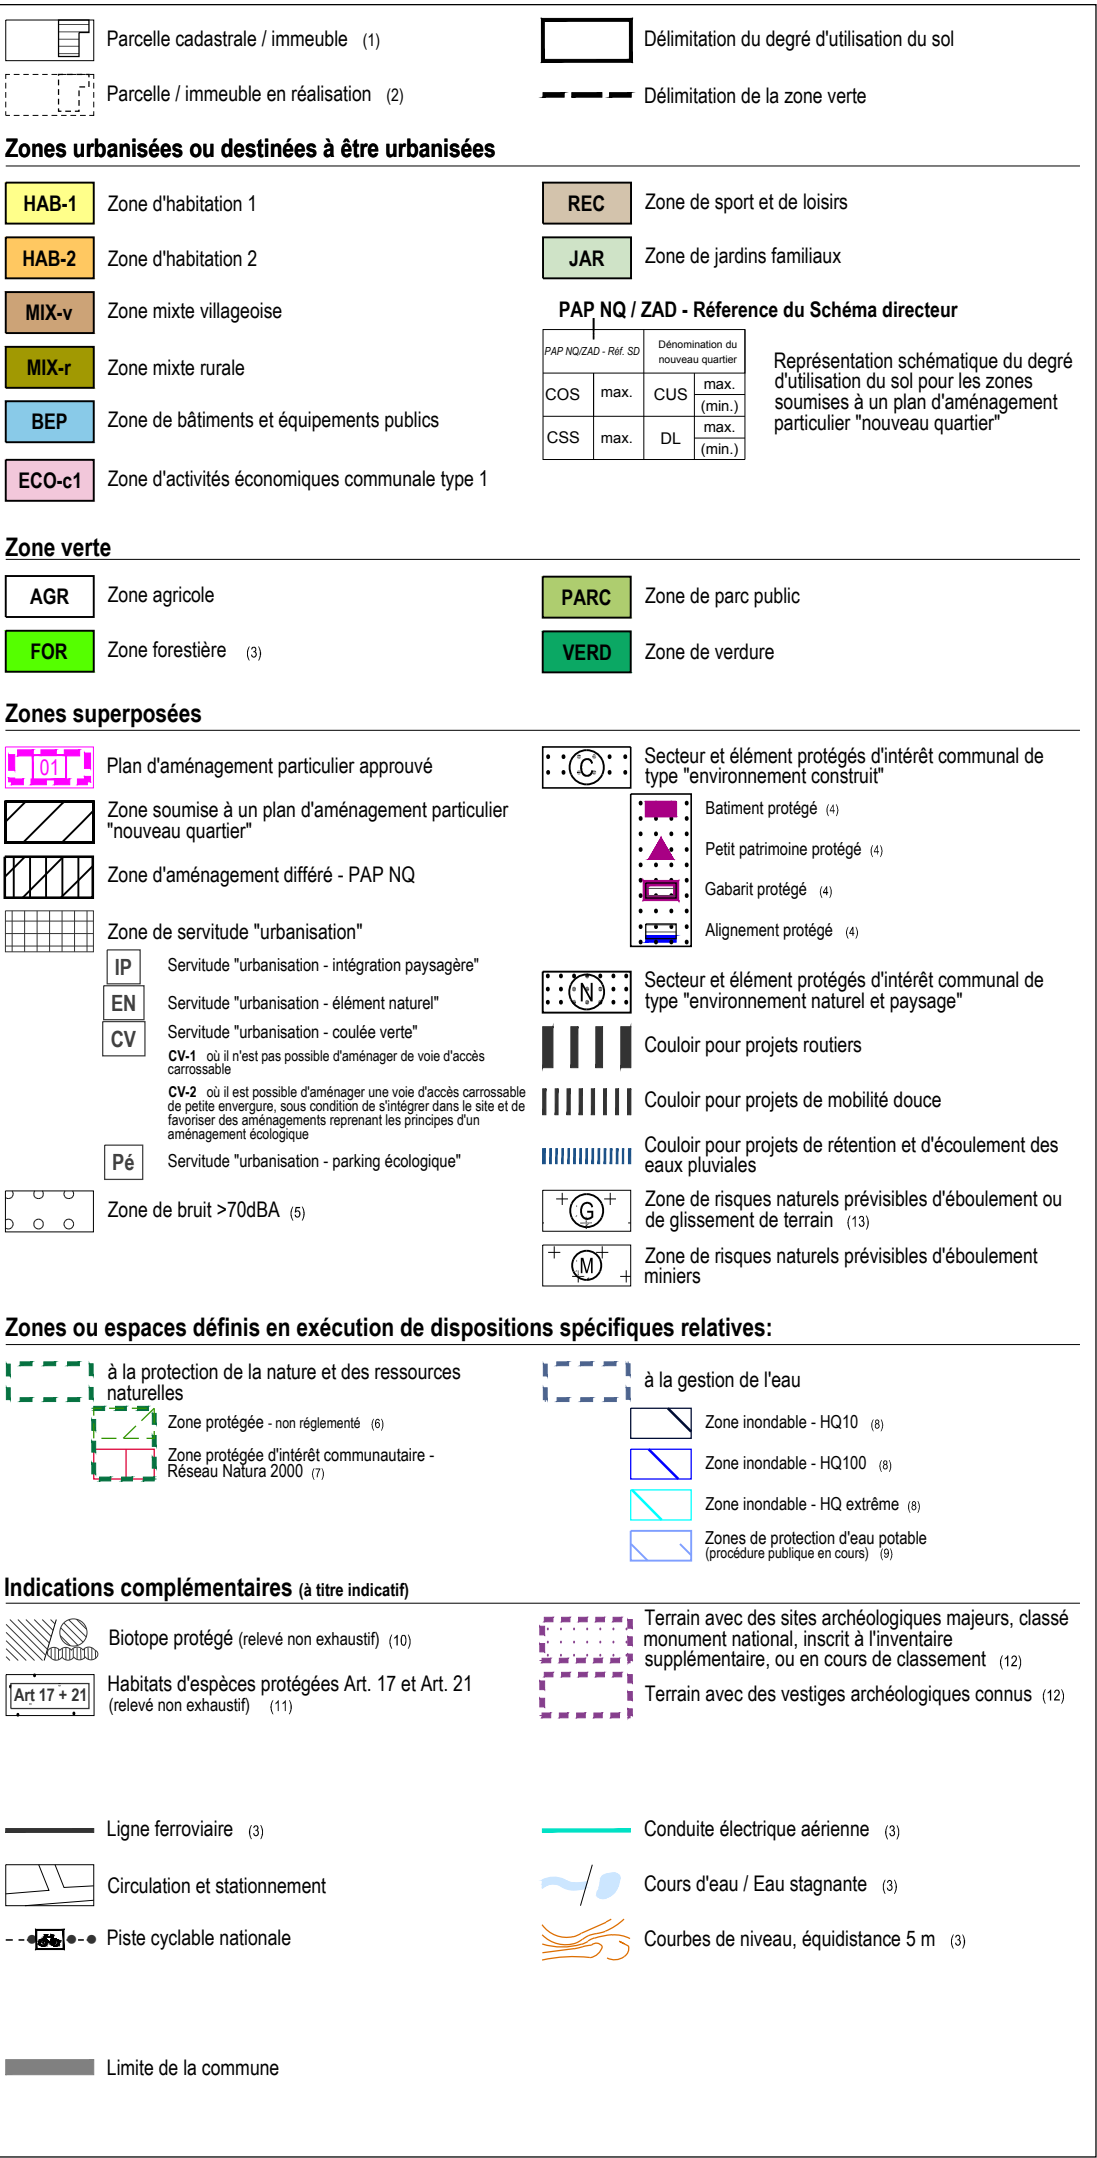 Parcelle cadastrale / immeuble (1)
Parcelle / immeuble en réalisation (2)
Délimitation du degré d'utilisation du sol
Délimitation de la zone verte
Zones urbanisées ou destinées à être urbanisées
HAB-1 Zone d'habitation 1
HAB-2 Zone d'habitation 2
MIX-v Zone mixte villageoise
MIX-r Zone mixte rurale
BEP Zone de bâtiments et équipements publics
ECO-c1 Zone d'activités économiques communale type 1
REC Zone de sport et de loisirs
JAR Zone de jardins familiaux
PAP NQ / ZAD - Réference du Schéma directeur
PAP NQ/ZAD - Réf. SD
Dénomination du
nouveau quartier
COS max. CUS max.
(min.)
CSS max. DL max.
(min.)
Représentation schématique du degré
d'utilisation du sol pour les zones
soumises à un plan d'aménagement
particulier "nouveau quartier"
Zone verte
AGR Zone agricole
FOR Zone forestière (3)
PARC Zone de parc public
VERD Zone de verdure
Zones superposées
01 Plan d'aménagement particulier approuvé
Zone soumise à un plan d'aménagement particulier
"nouveau quartier"
Zone d'aménagement différé - PAP NQ
Zone de servitude "urbanisation"
IP Servitude "urbanisation - intégration paysagère"
EN Servitude "urbanisation - élément naturel"
CV Servitude "urbanisation - coulée verte"
CV-1 où il n'est pas possible d'aménager de voie d'accès
carrossable
CV-2 où il est possible d'aménager une voie d'accès carrossable
de petite envergure, sous condition de s'intégrer dans le site et de
favoriser des aménagements reprenant les principes d'un
aménagement écologique
Pé Servitude "urbanisation - parking écologique"
Zone de bruit >70dBA (5)
C Secteur et élément protégés d'intérêt communal de
type "environnement construit"
Batiment protégé (4)
Petit patrimoine protégé (4)
Gabarit protégé (4)
Alignement protégé (4)
N Secteur et élément protégés d'intérêt communal de
type "environnement naturel et paysage"
Couloir pour projets routiers
Couloir pour projets de mobilité douce
Couloir pour projets de rétention et d'écoulement des
eaux pluviales
G Zone de risques naturels prévisibles d'éboulement ou
de glissement de terrain (13)
M Zone de risques naturels prévisibles d'éboulement
miniers
Zones ou espaces définis en exécution de dispositions spécifiques relatives:
à la protection de la nature et des ressources
naturelles
Zone protégée - non réglementé (6)
Zone protégée d'intérêt communautaire -
Réseau Natura 2000 (7)
à la gestion de l'eau
Zone inondable - HQ10 (8)
Zone inondable - HQ100 (8)
Zone inondable - HQ extrême (8)
Zones de protection d'eau potable
(procédure publique en cours) (9)
Indications complémentaires (à titre indicatif)
Biotope protégé (relevé non exhaustif) (10)
Art 17 + 21 Habitats d'espèces protégées Art. 17 et Art. 21
(relevé non exhaustif) (11)
Terrain avec des sites archéologiques majeurs, classé
monument national, inscrit à l'inventaire
supplémentaire, ou en cours de classement (12)
Terrain avec des vestiges archéologiques connus (12)
Ligne ferroviaire (3)
Circulation et stationnement
Piste cyclable nationale
Conduite électrique aérienne (3)
Cours d'eau / Eau stagnante (3)
Courbes de niveau, équidistance 5 m (3)
Limite de la commune